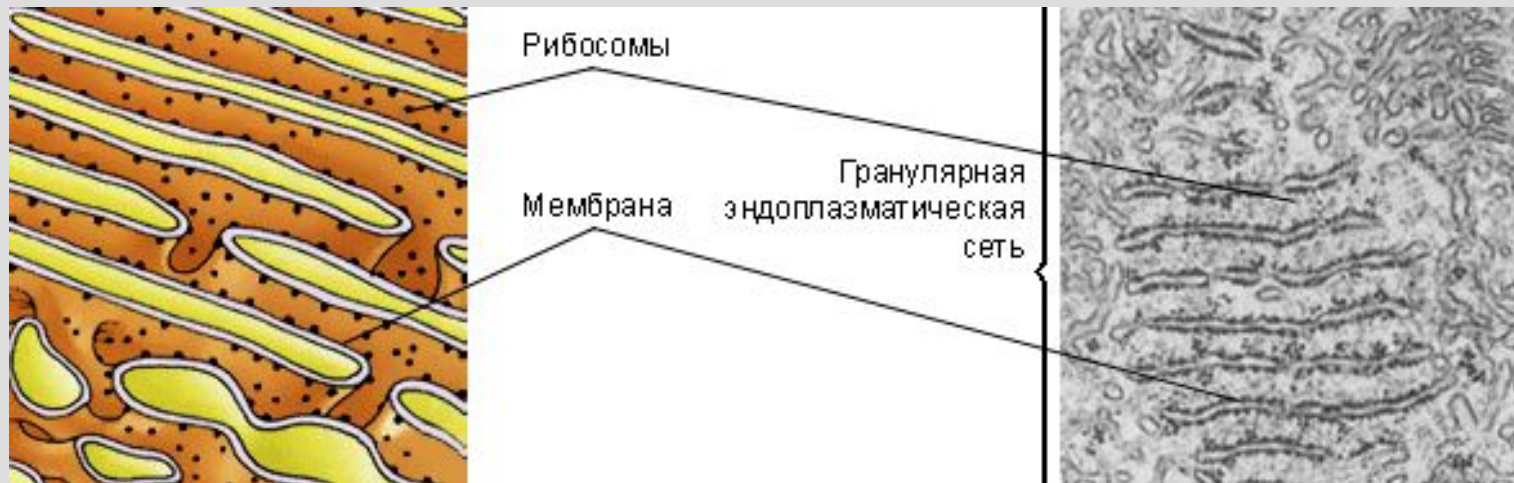 Рибосомы
Мембрана
Гранулярная
эндоплазматическая
сеть